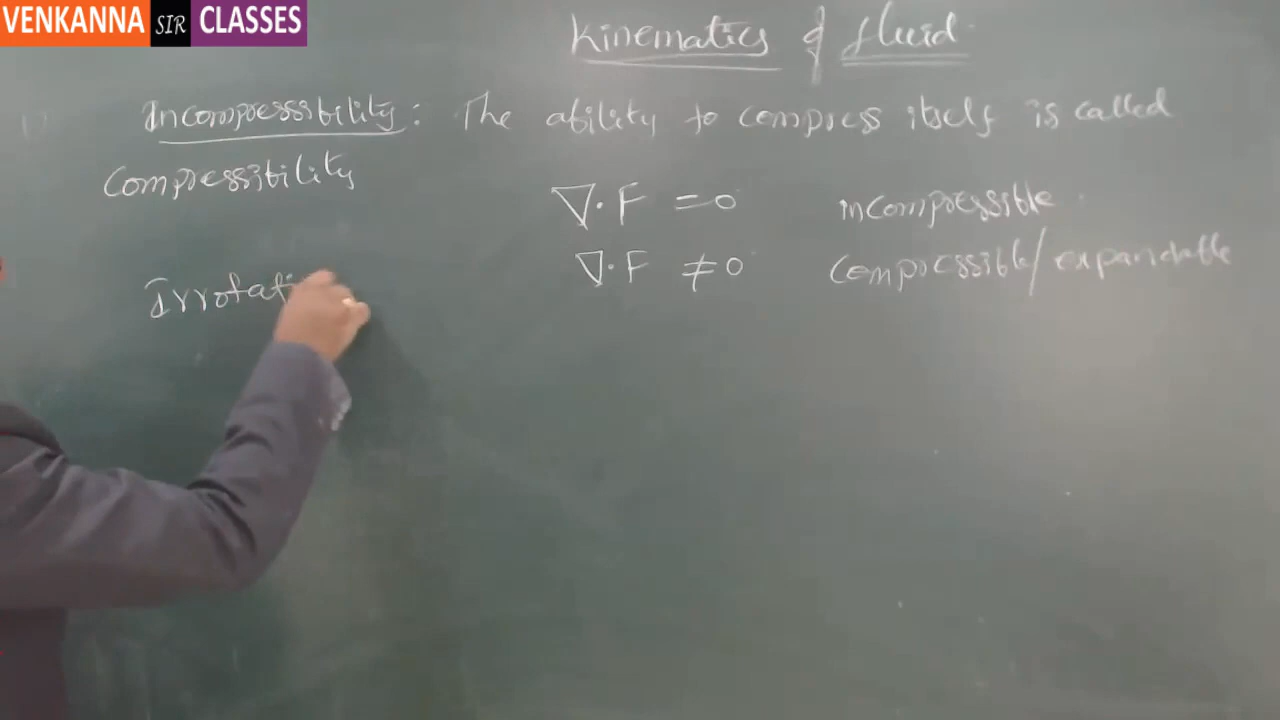 VENKANNA SIR CLASSES
Kinematics of fluid
Incompressibility: The ability to compress itself is called
Compressibility
∇·F = 0 incompressible
∇·F ≠ 0 compressible/expandable
Irrotati